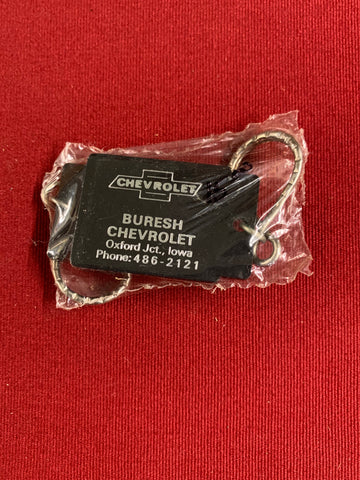 CHEVROLET
BURESH
CHEVROLET
Oxford Jct., Iowa
Phone: 486-2121